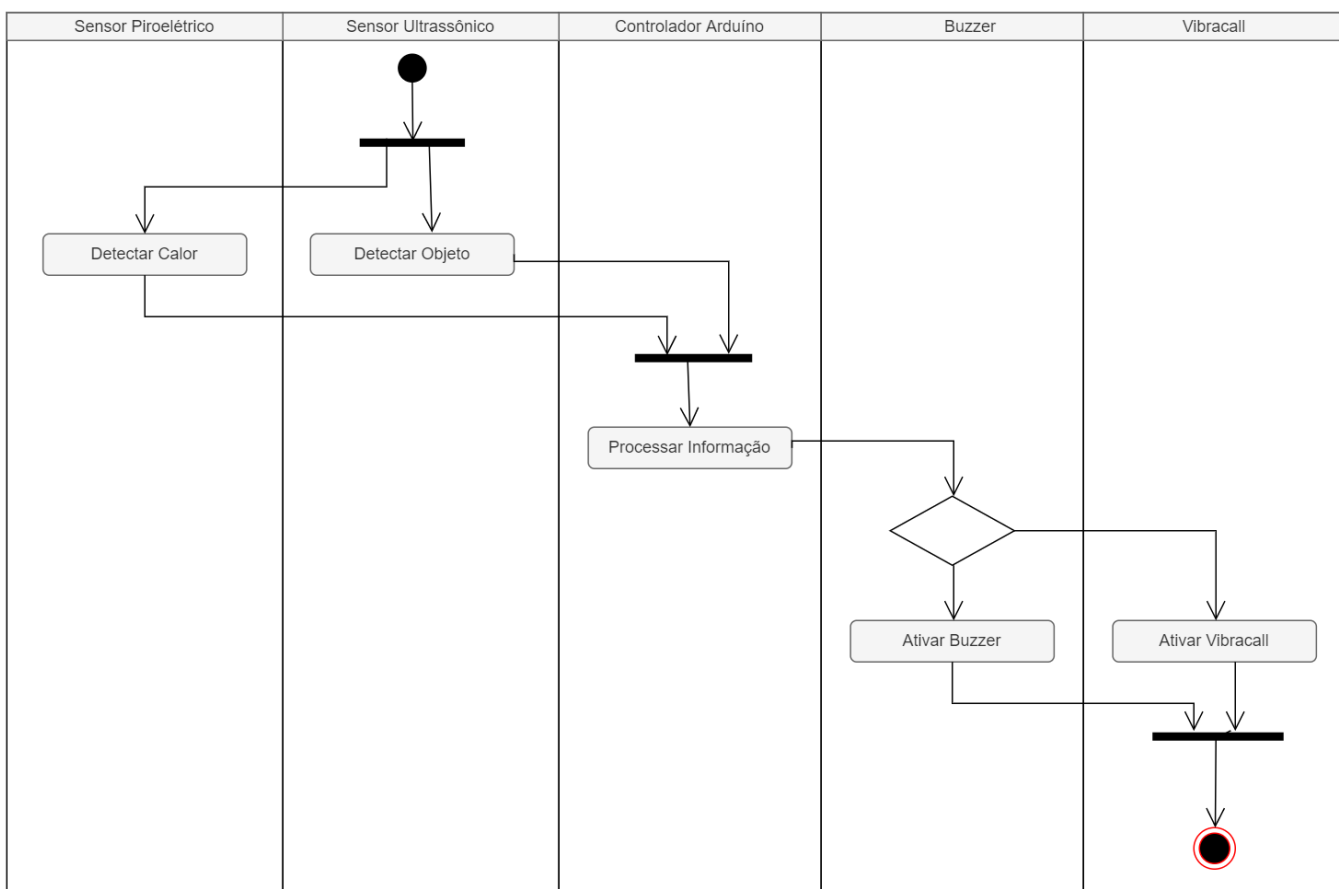 Sensor Piroelétrico
Sensor Ultrassônico
Controlador Arduíno
Buzzer
Vibracall
Detectar Calor
Detectar Objeto
Processar Informação
Ativar Buzzer
Ativar Vibracall